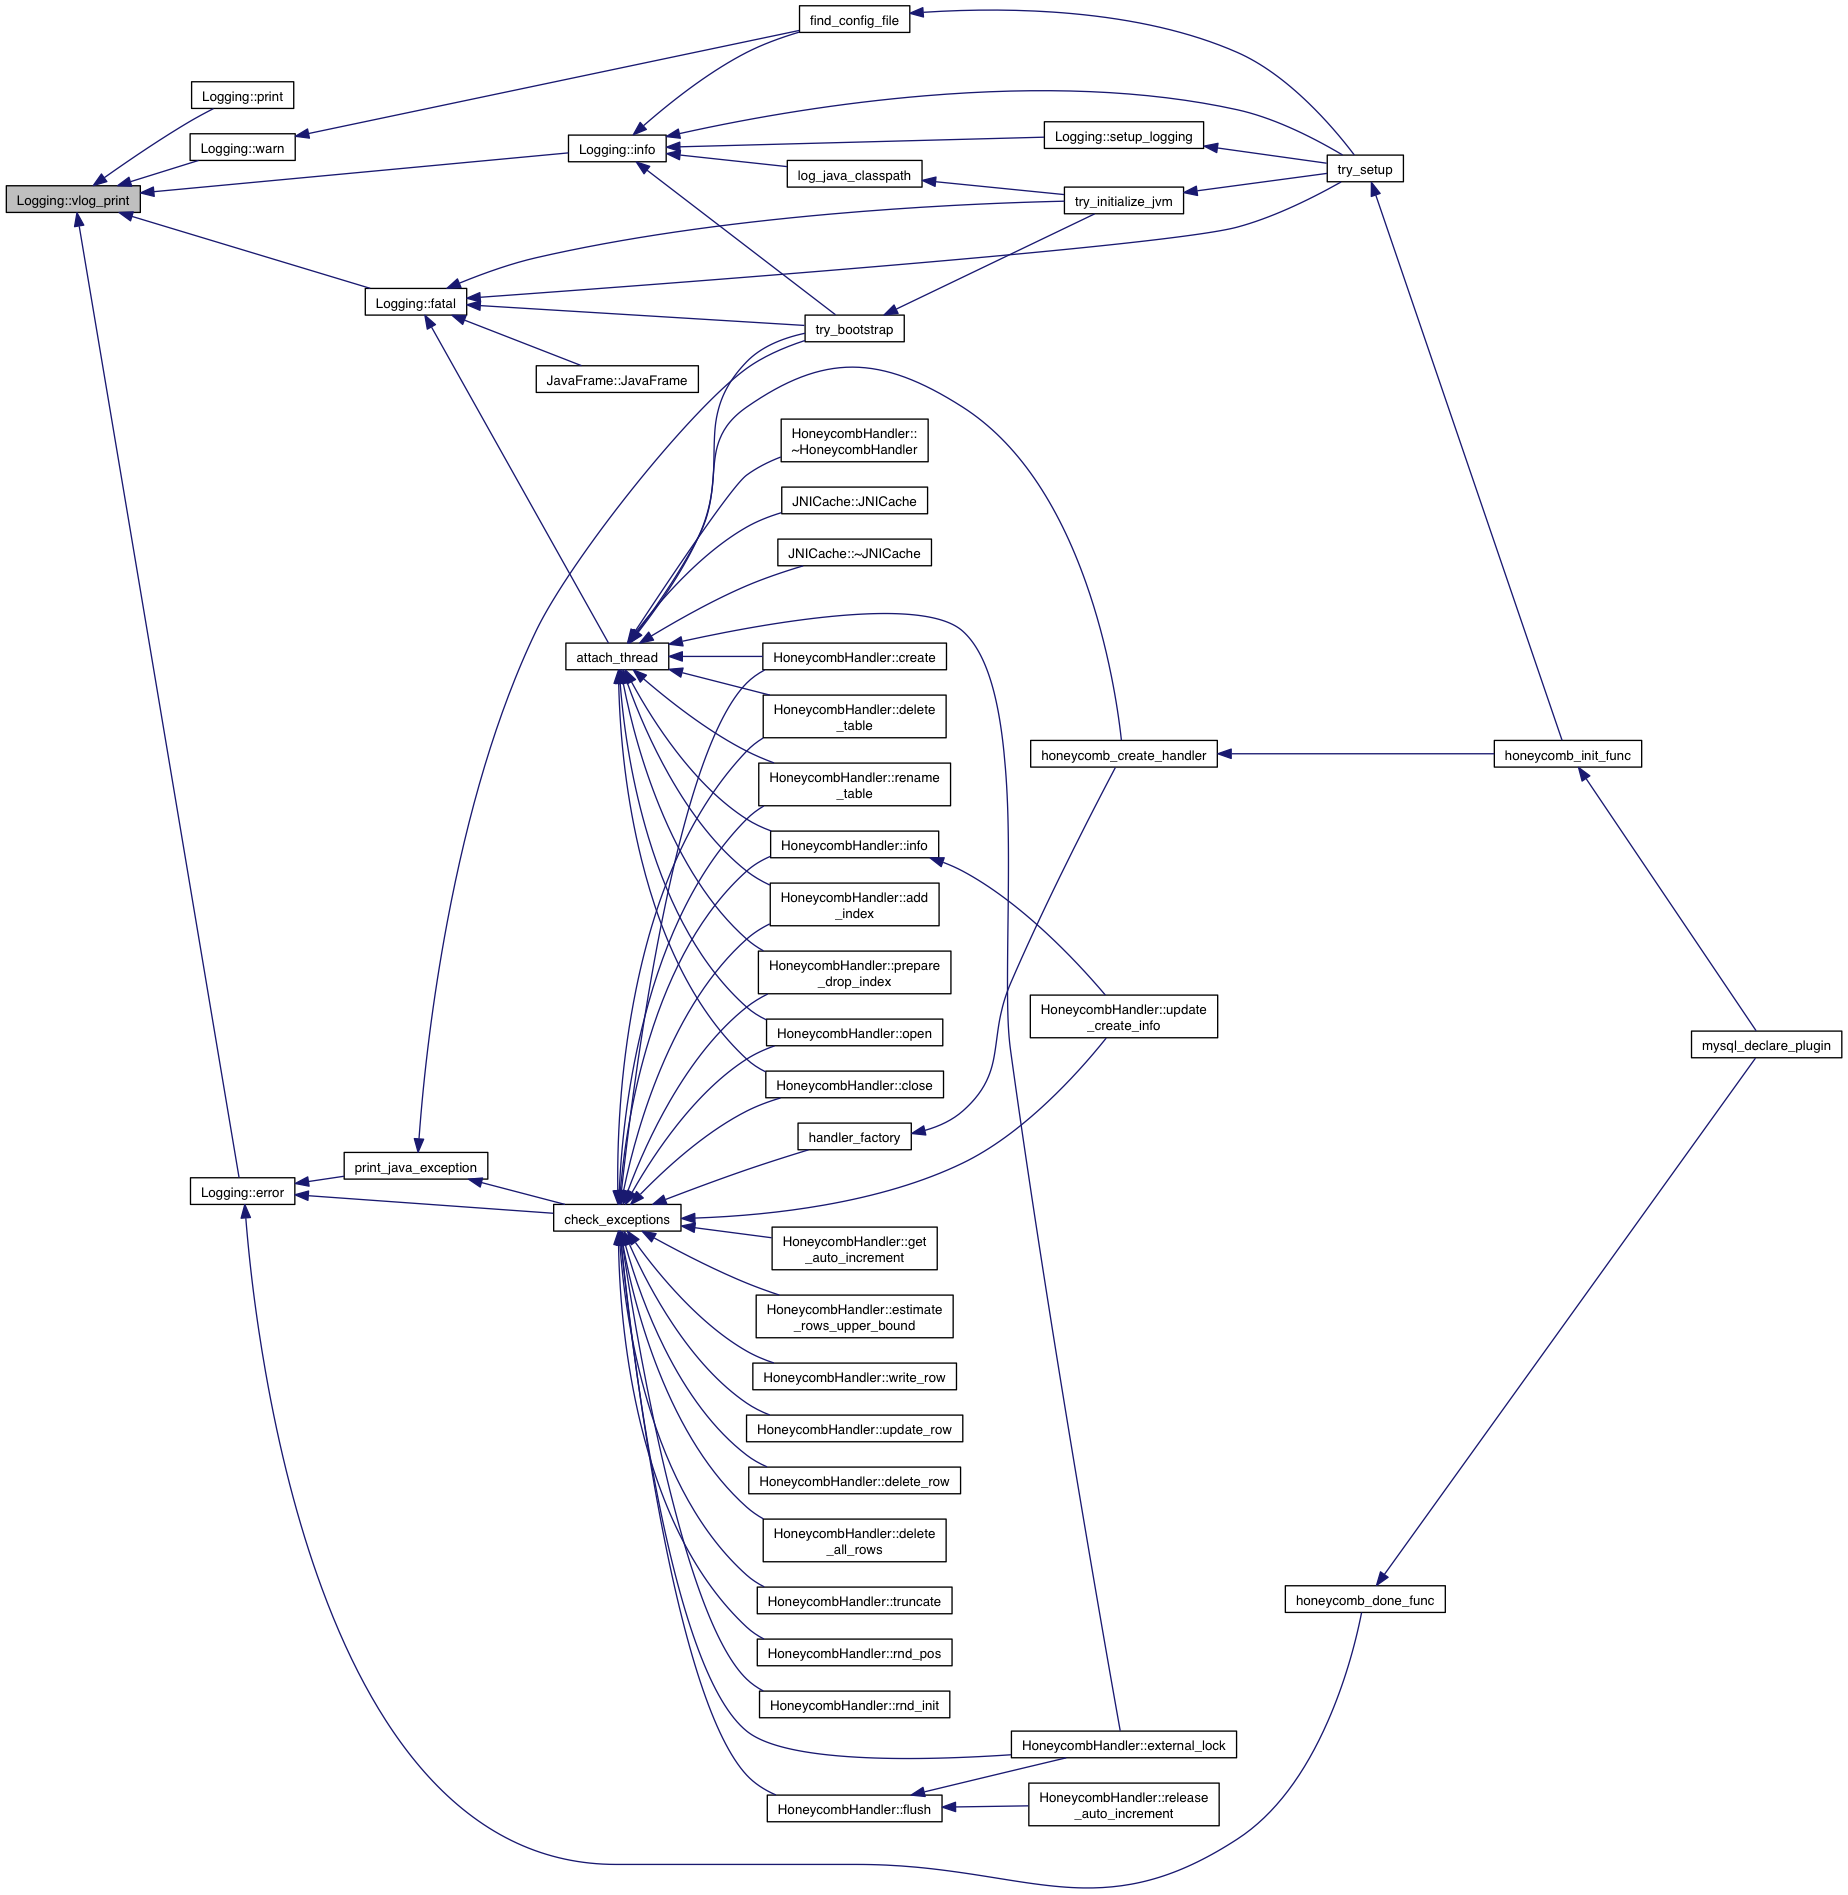 find_config_file
Logging::print
Logging::warn
Logging::info
Logging::setup_logging
log_java_classpath
try_setup
try_initialize_jvm
Logging::vlog_print
Logging::fatal
try_bootstrap
JavaFrame::JavaFrame
HoneycombHandler::
~HoneycombHandler
JNICache::JNICache
JNICache::~JNICache
attach_thread
HoneycombHandler::create
HoneycombHandler::delete
_table
honeycomb_create_handler
honeycomb_init_func
HoneycombHandler::rename
_table
HoneycombHandler::info
HoneycombHandler::add
_index
HoneycombHandler::prepare
_drop_index
HoneycombHandler::update
_create_info
HoneycombHandler::open
mysql_declare_plugin
HoneycombHandler::close
handler_factory
print_java_exception
Logging::error
check_exceptions
HoneycombHandler::get
_auto_increment
HoneycombHandler::estimate
_rows_upper_bound
HoneycombHandler::write_row
HoneycombHandler::update_row
HoneycombHandler::delete_row
HoneycombHandler::delete
_all_rows
HoneycombHandler::truncate
honeycomb_done_func
HoneycombHandler::rnd_pos
HoneycombHandler::rnd_init
HoneycombHandler::external_lock
HoneycombHandler::flush
HoneycombHandler::release
_auto_increment